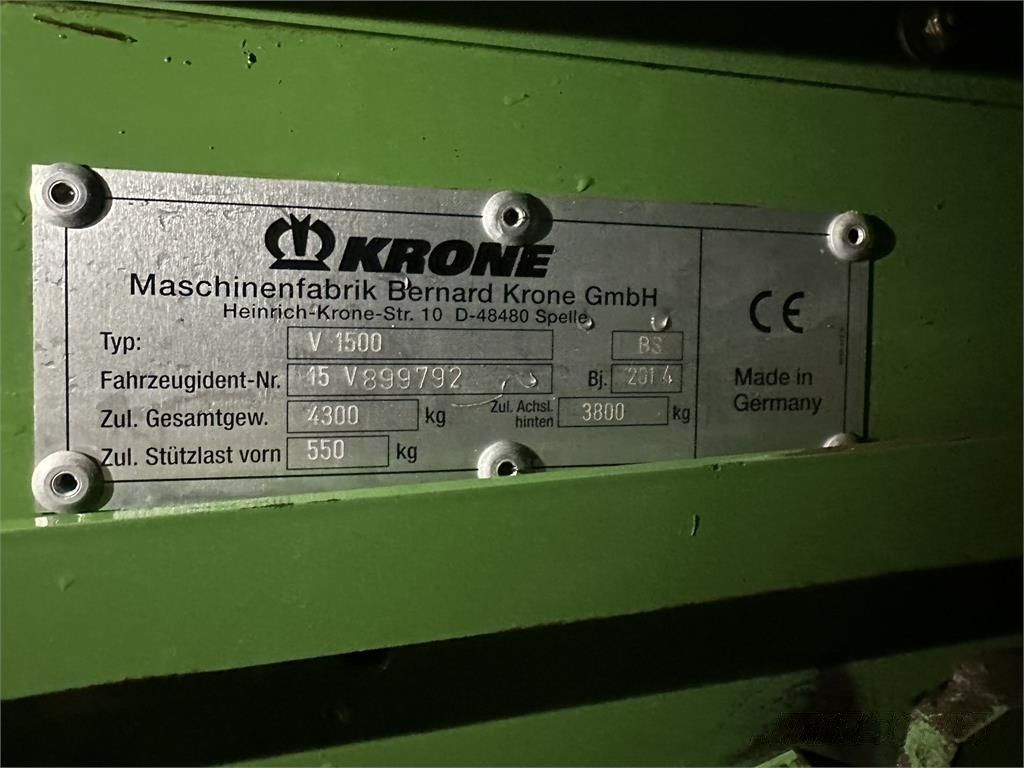 KRONE
Maschinenfabrik Bernard Krone GmbH
Heinrich-Krone-Str. 10 D-48480 Spelle
Typ: V 1500 BS
Fahrzeugident-Nr. 15 V899792 Bj. 2014
Zul. Gesamtgew. 4300 kg Zul. Achsl. hinten 3800 kg
Zul. Stützlast vorn 550 kg
CE
Made in
Germany